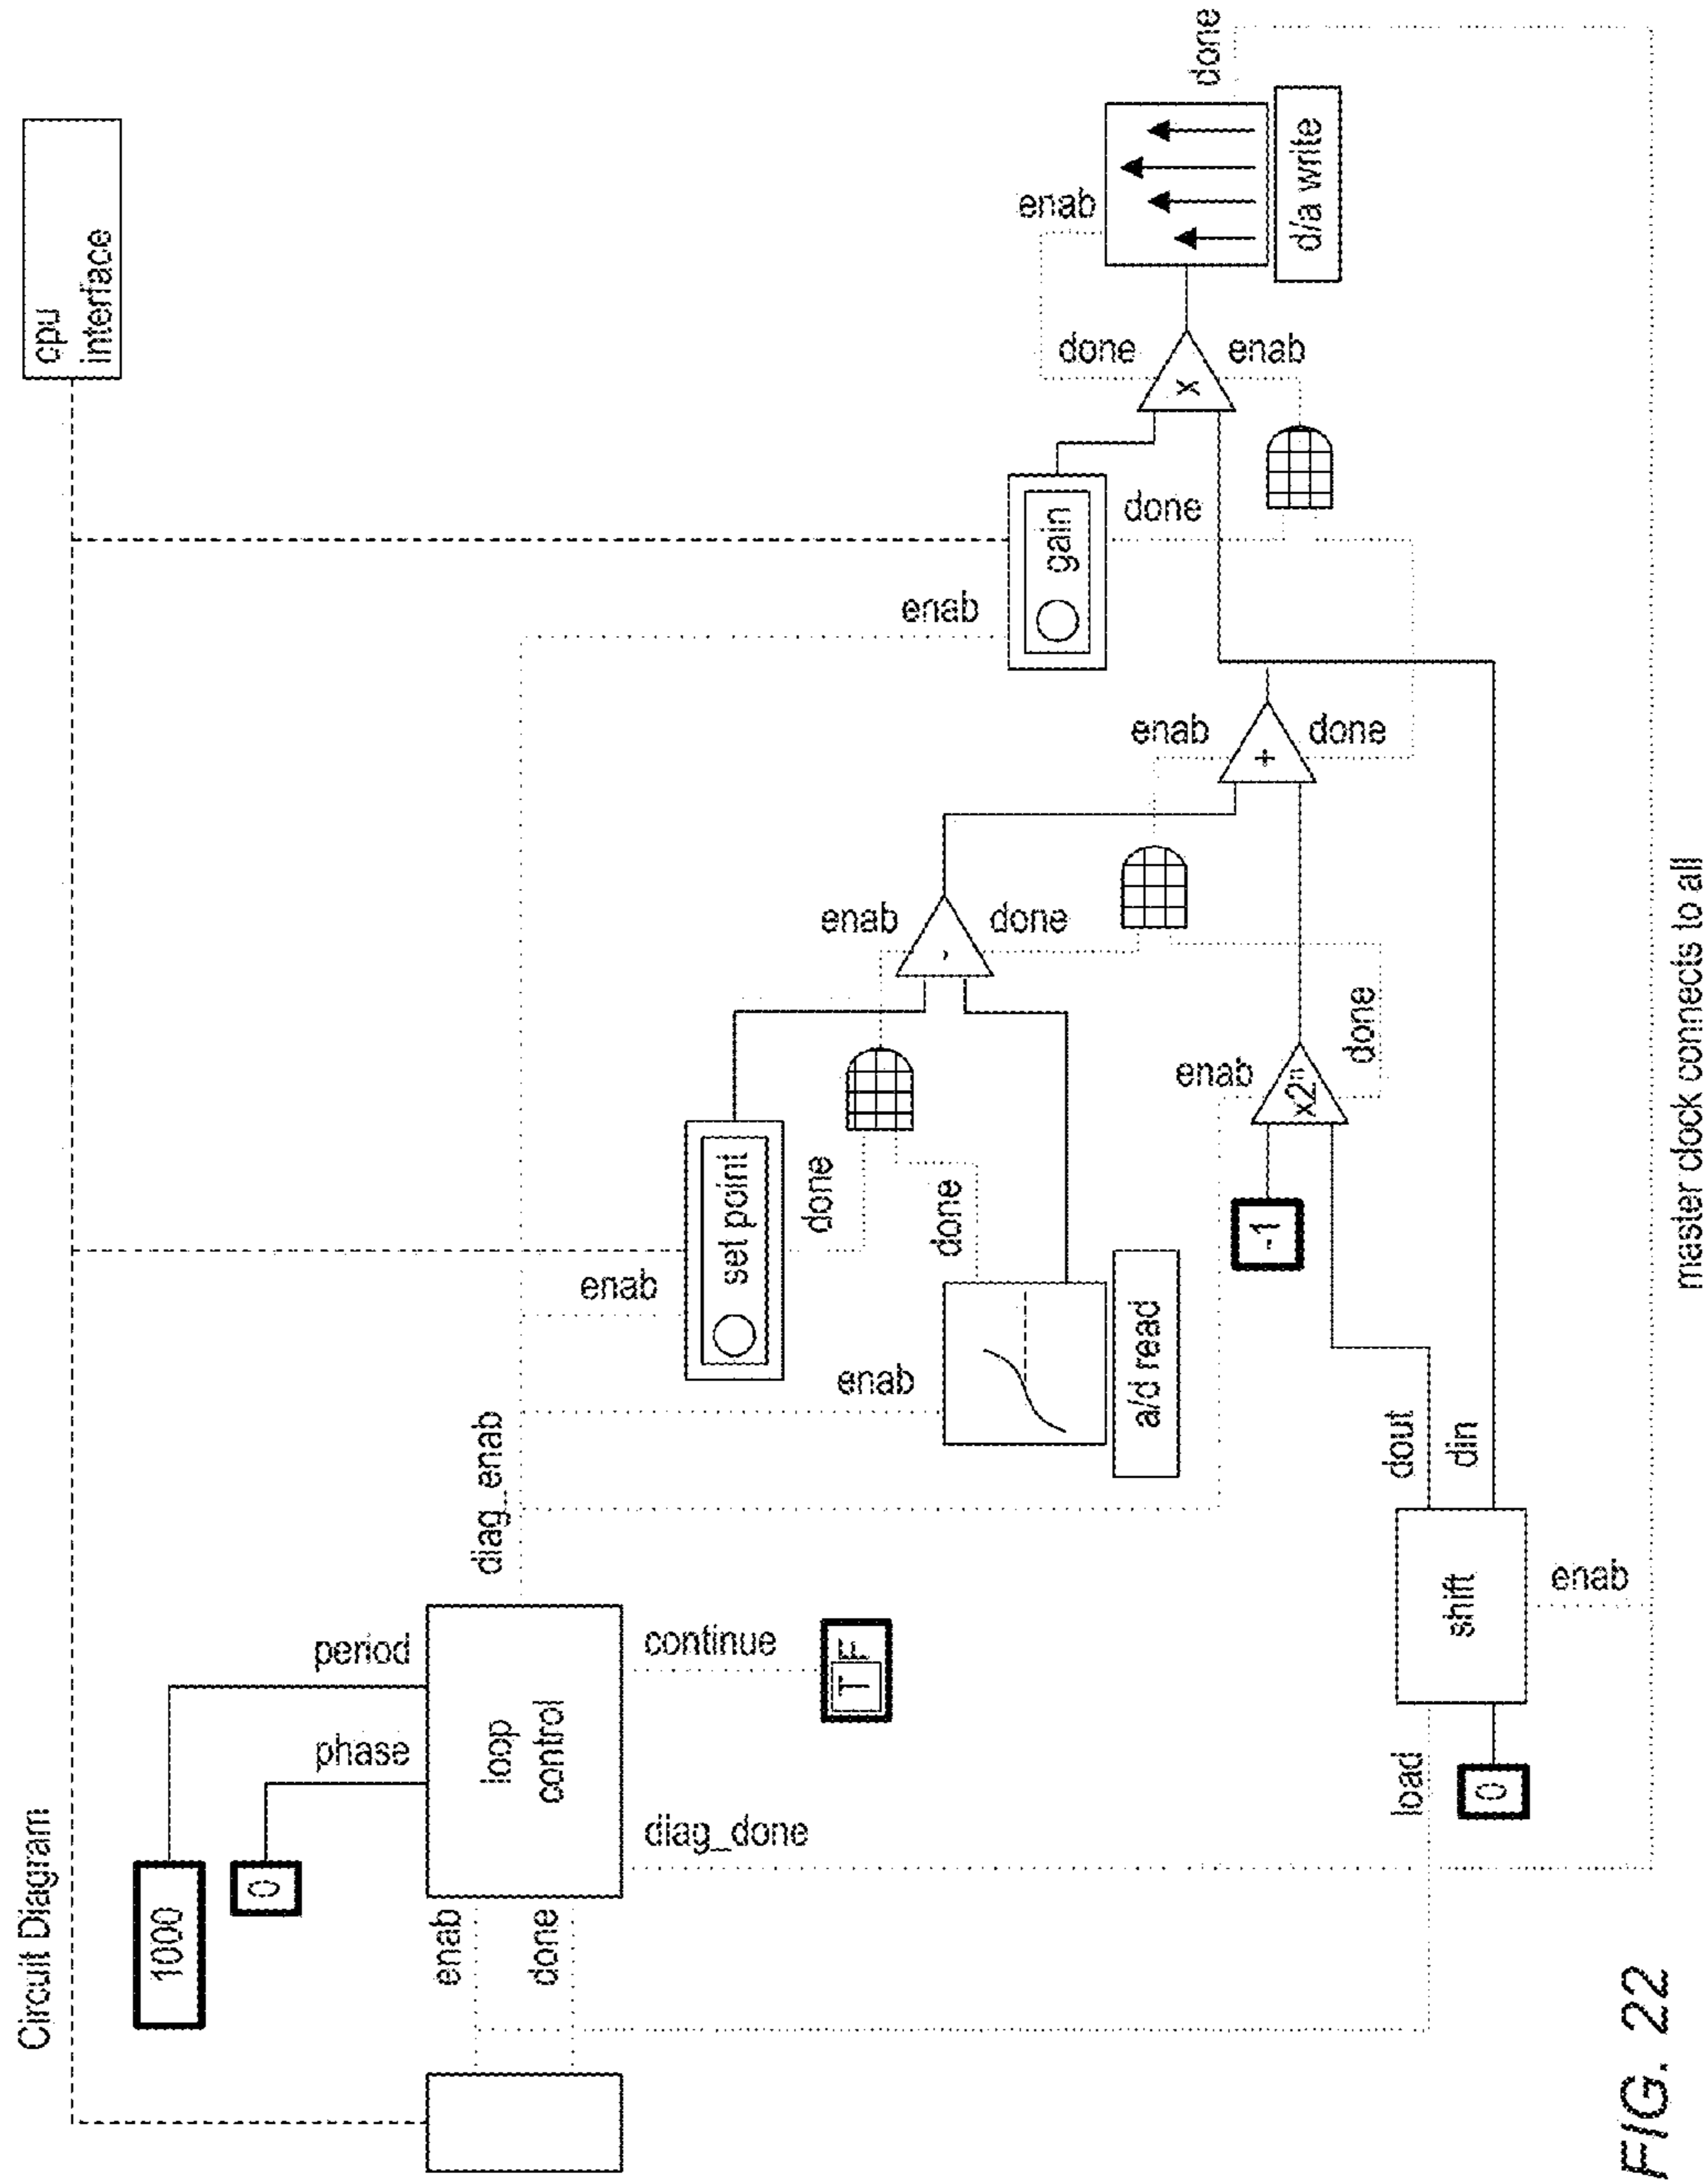 Circuit Diagram
cpu
interface
1000
0
phase
period
enab
done
loop
control
diag_enab
diag_done
continue
T F
enab
set point
done
enab
a/d read
done
enab
done
enab
gain
done
-1
enab
x2ⁿ
done
enab
+
done
done
x
enab
enab
d/a write
done
load
0
shift
dout
din
enab
master clock connects to all
FIG. 22